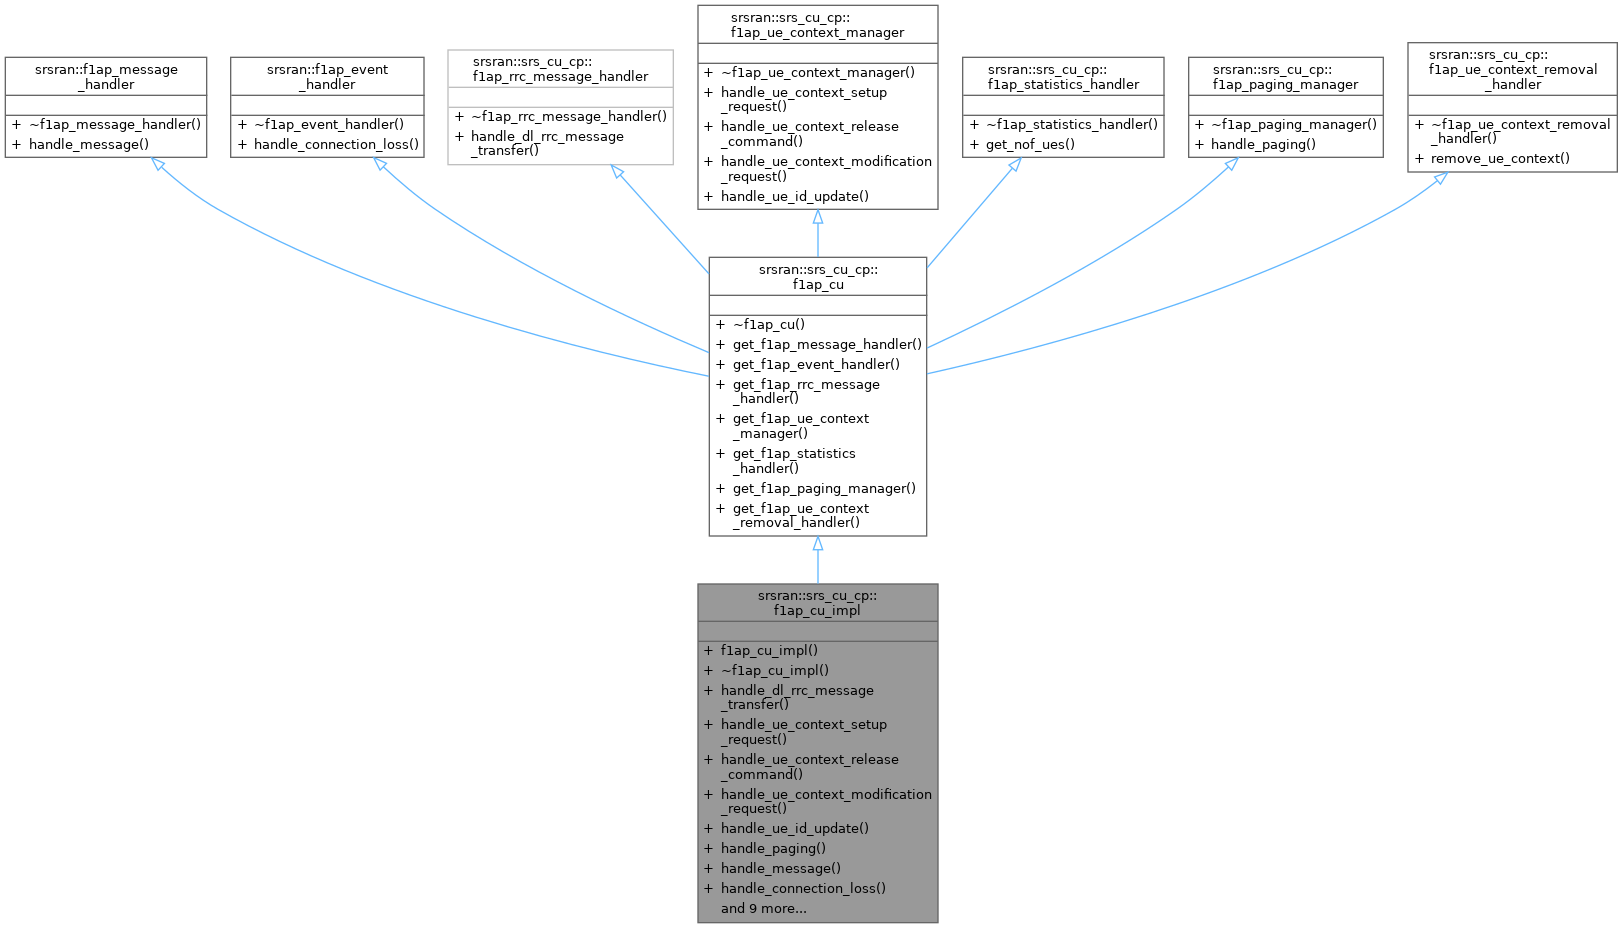 srsran::f1ap_message
_handler
+ ~f1ap_message_handler()
+ handle_message()
srsran::f1ap_event
_handler
+ ~f1ap_event_handler()
+ handle_connection_loss()
srsran::srs_cu_cp::
f1ap_rrc_message_handler
+ ~f1ap_rrc_message_handler()
+ handle_dl_rrc_message
_transfer()
srsran::srs_cu_cp::
f1ap_ue_context_manager
+ ~f1ap_ue_context_manager()
+ handle_ue_context_setup
_request()
+ handle_ue_context_release
_command()
+ handle_ue_context_modification
_request()
+ handle_ue_id_update()
srsran::srs_cu_cp::
f1ap_statistics_handler
+ ~f1ap_statistics_handler()
+ get_nof_ues()
srsran::srs_cu_cp::
f1ap_paging_manager
+ ~f1ap_paging_manager()
+ handle_paging()
srsran::srs_cu_cp::
f1ap_ue_context_removal
_handler
+ ~f1ap_ue_context_removal
_handler()
+ remove_ue_context()
srsran::srs_cu_cp::
f1ap_cu
+ ~f1ap_cu()
+ get_f1ap_message_handler()
+ get_f1ap_event_handler()
+ get_f1ap_rrc_message
_handler()
+ get_f1ap_ue_context
_manager()
+ get_f1ap_statistics
_handler()
+ get_f1ap_paging_manager()
+ get_f1ap_ue_context
_removal_handler()
srsran::srs_cu_cp::
f1ap_cu_impl
+ f1ap_cu_impl()
+ ~f1ap_cu_impl()
+ handle_dl_rrc_message
_transfer()
+ handle_ue_context_setup
_request()
+ handle_ue_context_release
_command()
+ handle_ue_context_modification
_request()
+ handle_ue_id_update()
+ handle_paging()
+ handle_message()
+ handle_connection_loss()
and 9 more...